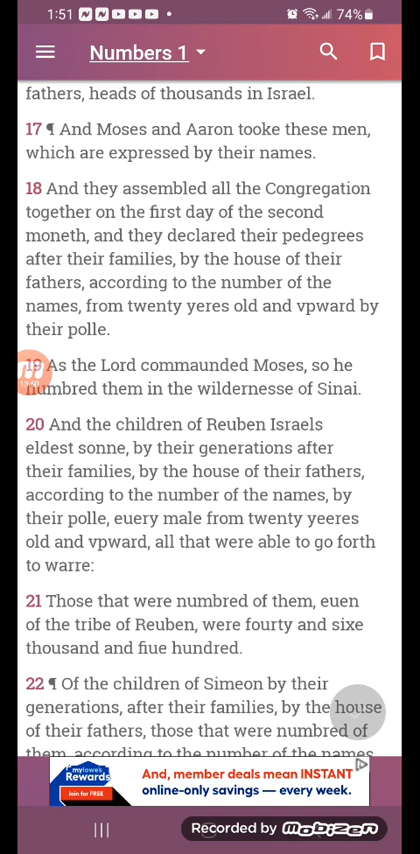 1:51
74%
Numbers 1
fathers, heads of thousands in Israel.
17 ¶ And Moses and Aaron tooke these men,
which are expressed by their names.
18 And they assembled all the Congregation
together on the first day of the second
moneth, and they declared their pedegrees
after their families, by the house of their
fathers, according to the number of the
names, from twenty yeres old and vpward by
their polle.
19 As the Lord commaunded Moses, so he
numbred them in the wildernesse of Sinai.
20 And the children of Reuben Israels
eldest sonne, by their generations after
their families, by the house of their fathers,
according to the number of the names, by
their polle, euery male from twenty yeeres
old and vpward, all that were able to go forth
to warre:
21 Those that were numbred of them, euen
of the tribe of Reuben, were fourty and sixe
thousand and fiue hundred.
22 ¶ Of the children of Simeon by their
generations, after their families, by the house
of their fathers, those that were numbred of
them, according to the number of the names
mylowe's
Rewards
Join for FREE
And, member deals mean INSTANT
online-only savings — every week.
Recorded by mobizen